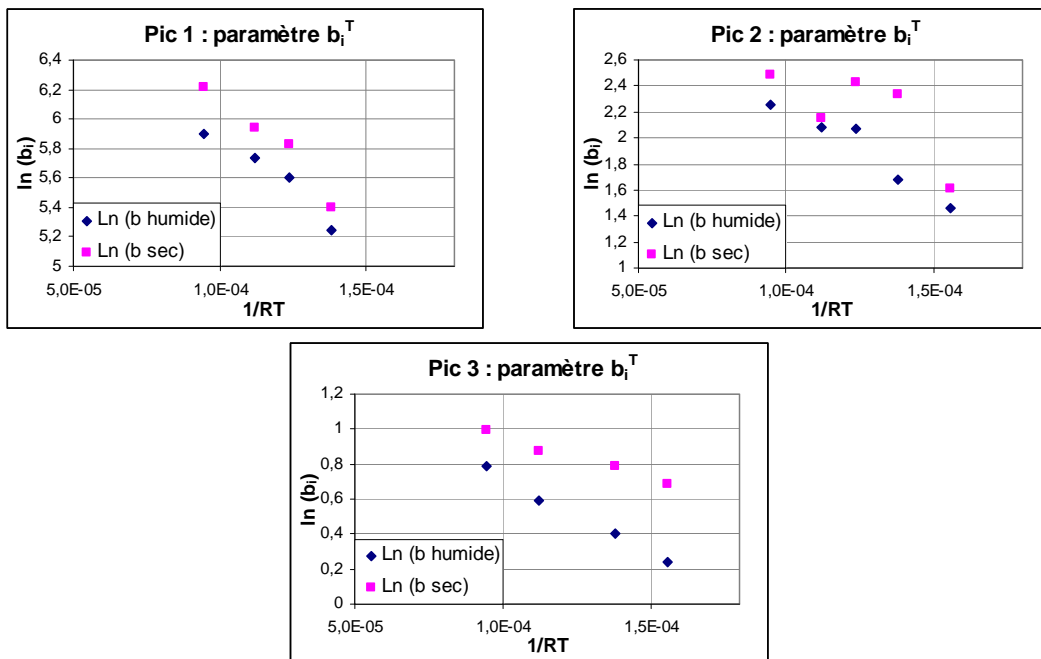 Pic 1 : paramètre bᵢᵀ
6,4
6,2
6
5,8
5,6
5,4
5,2
5
ln (bᵢ)
Ln (b humide)
Ln (b sec)
5,0E-05 1,0E-04 1,5E-04
1/RT
Pic 2 : paramètre bᵢᵀ
2,6
2,4
2,2
2
1,8
1,6
1,4
1,2
1
ln (bᵢ)
Ln (b humide)
Ln (b sec)
5,0E-05 1,0E-04 1,5E-04
1/RT
Pic 3 : paramètre bᵢᵀ
1,2
1
0,8
0,6
0,4
0,2
0
ln (bᵢ)
Ln (b humide)
Ln (b sec)
5,0E-05 1,0E-04 1,5E-04
1/RT